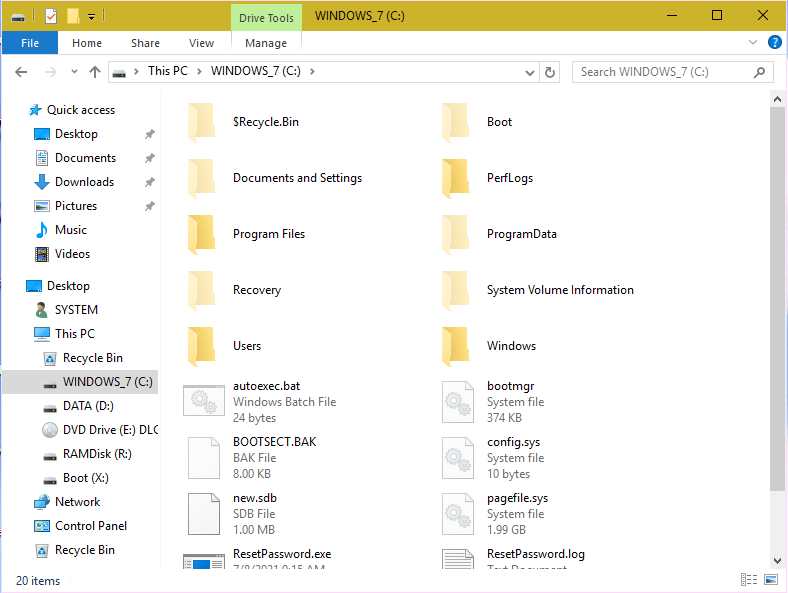 Drive Tools
WINDOWS_7 (C:)
File
Home
Share
View
Manage
This PC
WINDOWS_7 (C:)
Search WINDOWS_7 (C:)
Quick access
Desktop
Documents
Downloads
Pictures
Music
Videos
Desktop
SYSTEM
This PC
Recycle Bin
WINDOWS_7 (C:)
DATA (D:)
DVD Drive (E:) DLC
RAMDisk (R:)
Boot (X:)
Network
Control Panel
Recycle Bin
$Recycle.Bin
Boot
Documents and Settings
PerfLogs
Program Files
ProgramData
Recovery
System Volume Information
Users
Windows
autoexec.bat
Windows Batch File
24 bytes
bootmgr
System file
374 KB
BOOTSECT.BAK
BAK File
8.00 KB
config.sys
System file
10 bytes
new.sdb
SDB File
1.00 MB
pagefile.sys
System file
1.99 GB
ResetPassword.exe
7/8/2021 9:15 AM
ResetPassword.log
Text Document
20 items